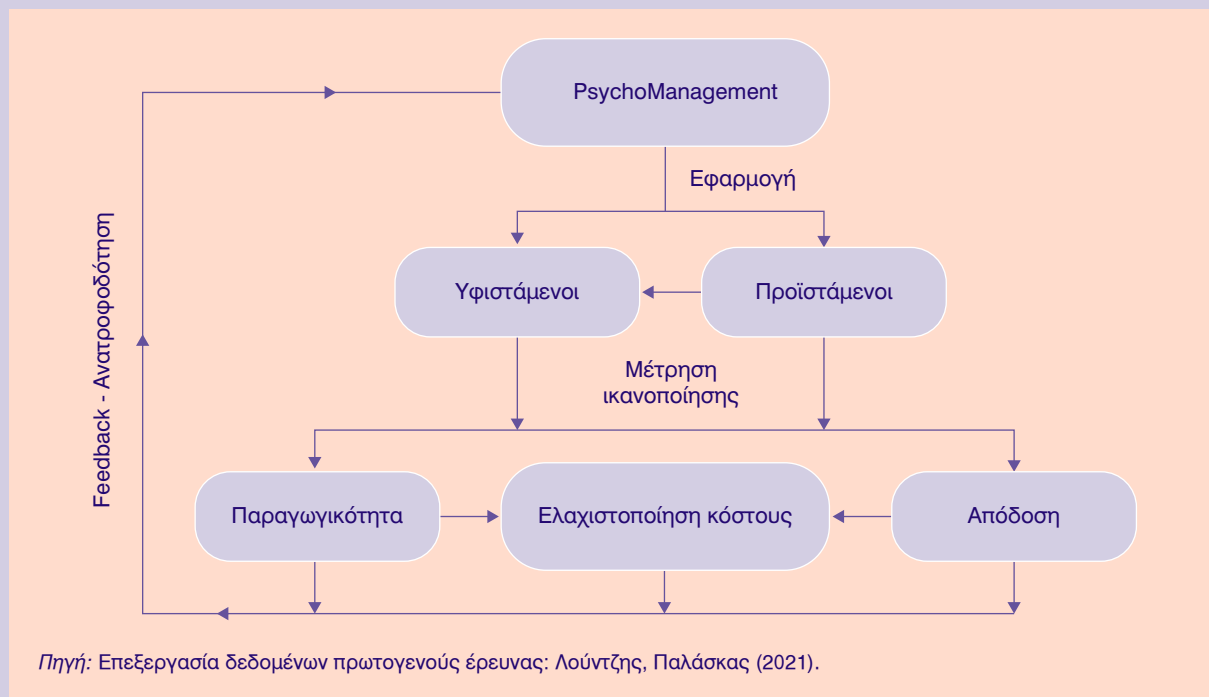 PsychoManagement
Εφαρμογή
Υφιστάμενοι
Προϊστάμενοι
Μέτρηση
ικανοποίησης
Feedback - Ανατροφοδότηση
Παραγωγικότητα
Ελαχιστοποίηση κόστους
Απόδοση
Πηγή: Επεξεργασία δεδομένων πρωτογενούς έρευνας: Λούντζης, Παλάσκας (2021).